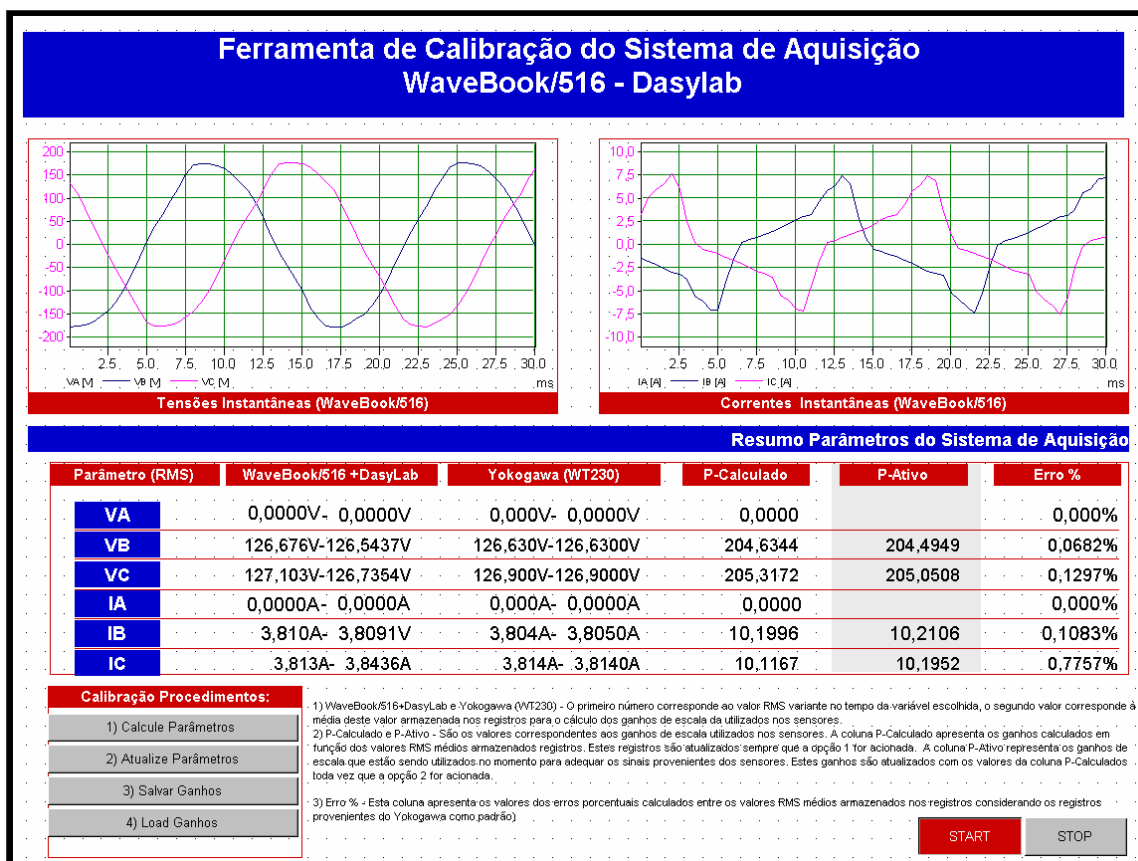 Ferramenta de Calibração do Sistema de Aquisição
WaveBook/516 - Dasylab
200
150
100
50
0
-50
-100
-150
-200
2.5 5.0 7.5 10.0 12.5 15.0 17.5 20.0 22.5 25.0 27.5 30.0
VA [V] VB [V] VC [V] ms
Tensões Instantâneas (WaveBook/516)
10,0
7,5
5,0
2,5
0,0
-2,5
-5,0
-7,5
-10,0
2.5 5.0 7.5 10.0 12.5 15.0 17.5 20.0 22.5 25.0 27.5 30.0
IA [A] IB [A] IC [A] ms
Correntes Instantâneas (WaveBook/516)
Resumo Parâmetros do Sistema de Aquisição
Parâmetro (RMS) WaveBook/516 +DasyLab Yokogawa (WT230) P-Calculado P-Ativo Erro %
VA 0,0000V- 0,0000V 0,000V- 0,0000V 0,0000 0,000%
VB 126,676V-126,5437V 126,630V-126,6300V 204,6344 204,4949 0,0682%
VC 127,103V-126,7354V 126,900V-126,9000V 205,3172 205,0508 0,1297%
IA 0,0000A- 0,0000A 0,000A- 0,0000A 0,0000 0,000%
IB 3,810A- 3,8091V 3,804A- 3,8050A 10,1996 10,2106 0,1083%
IC 3,813A- 3,8436A 3,814A- 3,8140A 10,1167 10,1952 0,7757%
Calibração Procedimentos:
1) Calcule Parâmetros
2) Atualize Parâmetros
3) Salvar Ganhos
4) Load Ganhos
1) WaveBook/516+DasyLab e Yokogawa (WT230) - O primeiro número corresponde ao valor RMS variante no tempo da variável escolhida, o segundo valor corresponde à
média deste valor armazenada nos registros para o cálculo dos ganhos de escala da utilizados nos sensores.
2) P-Calculado e P-Ativo - São os valores correspondentes aos ganhos de escala utilizados nos sensores. A coluna P-Calculado apresenta os ganhos calculados em
função dos valores RMS médios armazenados registros. Estes registros são atualizados sempre que a opção 1 for acionada. A coluna P-Ativo representa os ganhos de
escala que estão sendo utilizados no momento para adequar os sinais provenientes dos sensores. Estes ganhos são atualizados com os valores da coluna P-Calculados
toda vez que a opção 2 for acionada.
3) Erro % - Esta coluna apresenta os valores dos erros porcentuais calculados entre os valores RMS médios armazenados nos registros considerando os registros
provenientes do Yokogawa como padrão)
START STOP